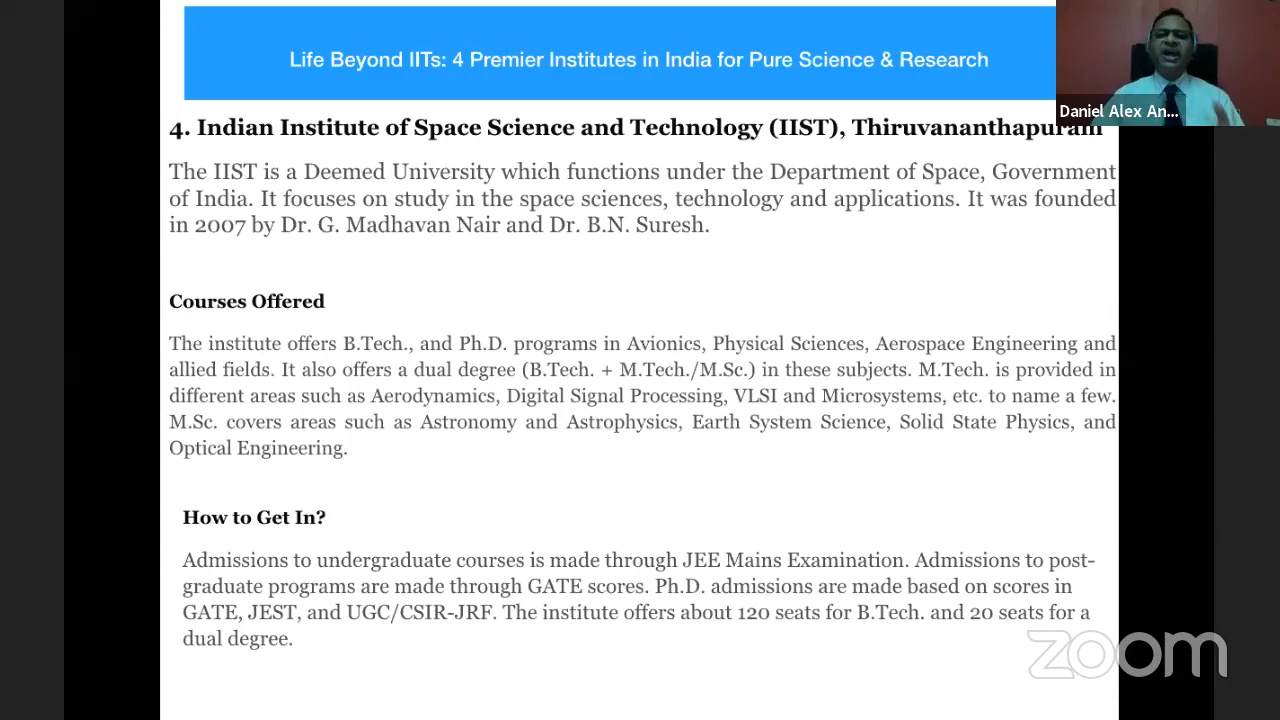 Life Beyond IITs: 4 Premier Institutes in India for Pure Science & Research
Daniel Alex An...
4. Indian Institute of Space Science and Technology (IIST), Thiruvananthapuram
The IIST is a Deemed University which functions under the Department of Space, Government
of India. It focuses on study in the space sciences, technology and applications. It was founded
in 2007 by Dr. G. Madhavan Nair and Dr. B.N. Suresh.
Courses Offered
The institute offers B.Tech., and Ph.D. programs in Avionics, Physical Sciences, Aerospace Engineering and
allied fields. It also offers a dual degree (B.Tech. + M.Tech./M.Sc.) in these subjects. M.Tech. is provided in
different areas such as Aerodynamics, Digital Signal Processing, VLSI and Microsystems, etc. to name a few.
M.Sc. covers areas such as Astronomy and Astrophysics, Earth System Science, Solid State Physics, and
Optical Engineering.
How to Get In?
Admissions to undergraduate courses is made through JEE Mains Examination. Admissions to post-
graduate programs are made through GATE scores. Ph.D. admissions are made based on scores in
GATE, JEST, and UGC/CSIR-JRF. The institute offers about 120 seats for B.Tech. and 20 seats for a
dual degree.
zoom